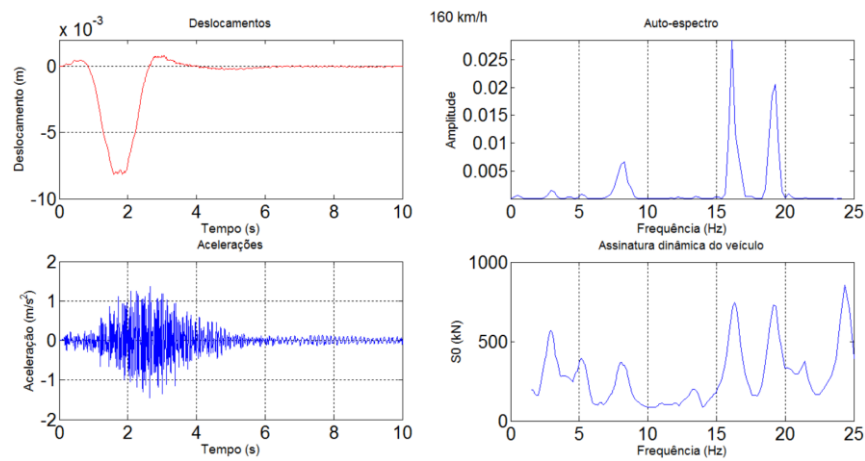 160 km/h
Deslocamentos
x 10-3
0
-5
-10
Deslocamento (m)
0 2 4 6 8 10
Tempo (s)
Auto-espectro
0.025
0.02
0.015
0.01
0.005
Amplitude
0 5 10 15 20 25
Frequência (Hz)
Acelerações
2
1
0
-1
-2
Aceleração (m/s2)
0 2 4 6 8 10
Tempo (s)
Assinatura dinâmica do veículo
1000
500
0
S0 (kN)
0 5 10 15 20 25
Frequência (Hz)